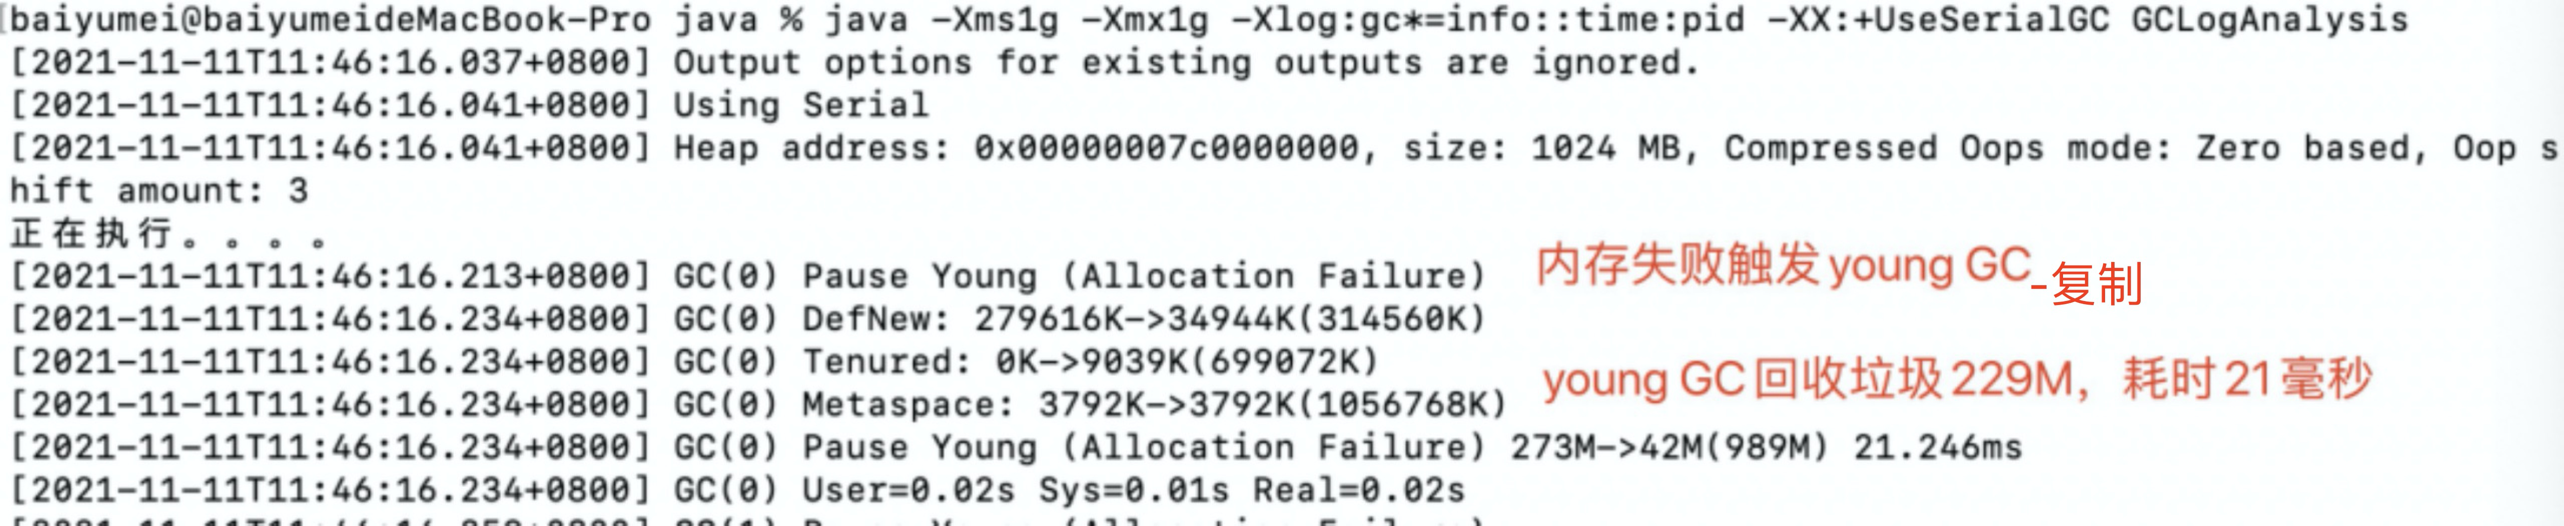 [baiyumei@baiyumeideMacBook-Pro java % java -Xms1g -Xmx1g -Xlog:gc*=info::time:pid -XX:+UseSerialGC GCLogAnalysis
[2021-11-11T11:46:16.037+0800] Output options for existing outputs are ignored.
[2021-11-11T11:46:16.041+0800] Using Serial
[2021-11-11T11:46:16.041+0800] Heap address: 0x00000007c0000000, size: 1024 MB, Compressed Oops mode: Zero based, Oop s
hift amount: 3
正在执行。。。。
[2021-11-11T11:46:16.213+0800] GC(0) Pause Young (Allocation Failure)
内存失败触发young GC-复制
[2021-11-11T11:46:16.234+0800] GC(0) DefNew: 279616K->34944K(314560K)
[2021-11-11T11:46:16.234+0800] GC(0) Tenured: 0K->9039K(699072K)
young GC回收垃圾229M，耗时21毫秒
[2021-11-11T11:46:16.234+0800] GC(0) Metaspace: 3792K->3792K(1056768K)
[2021-11-11T11:46:16.234+0800] GC(0) Pause Young (Allocation Failure) 273M->42M(989M) 21.246ms
[2021-11-11T11:46:16.234+0800] GC(0) User=0.02s Sys=0.01s Real=0.02s